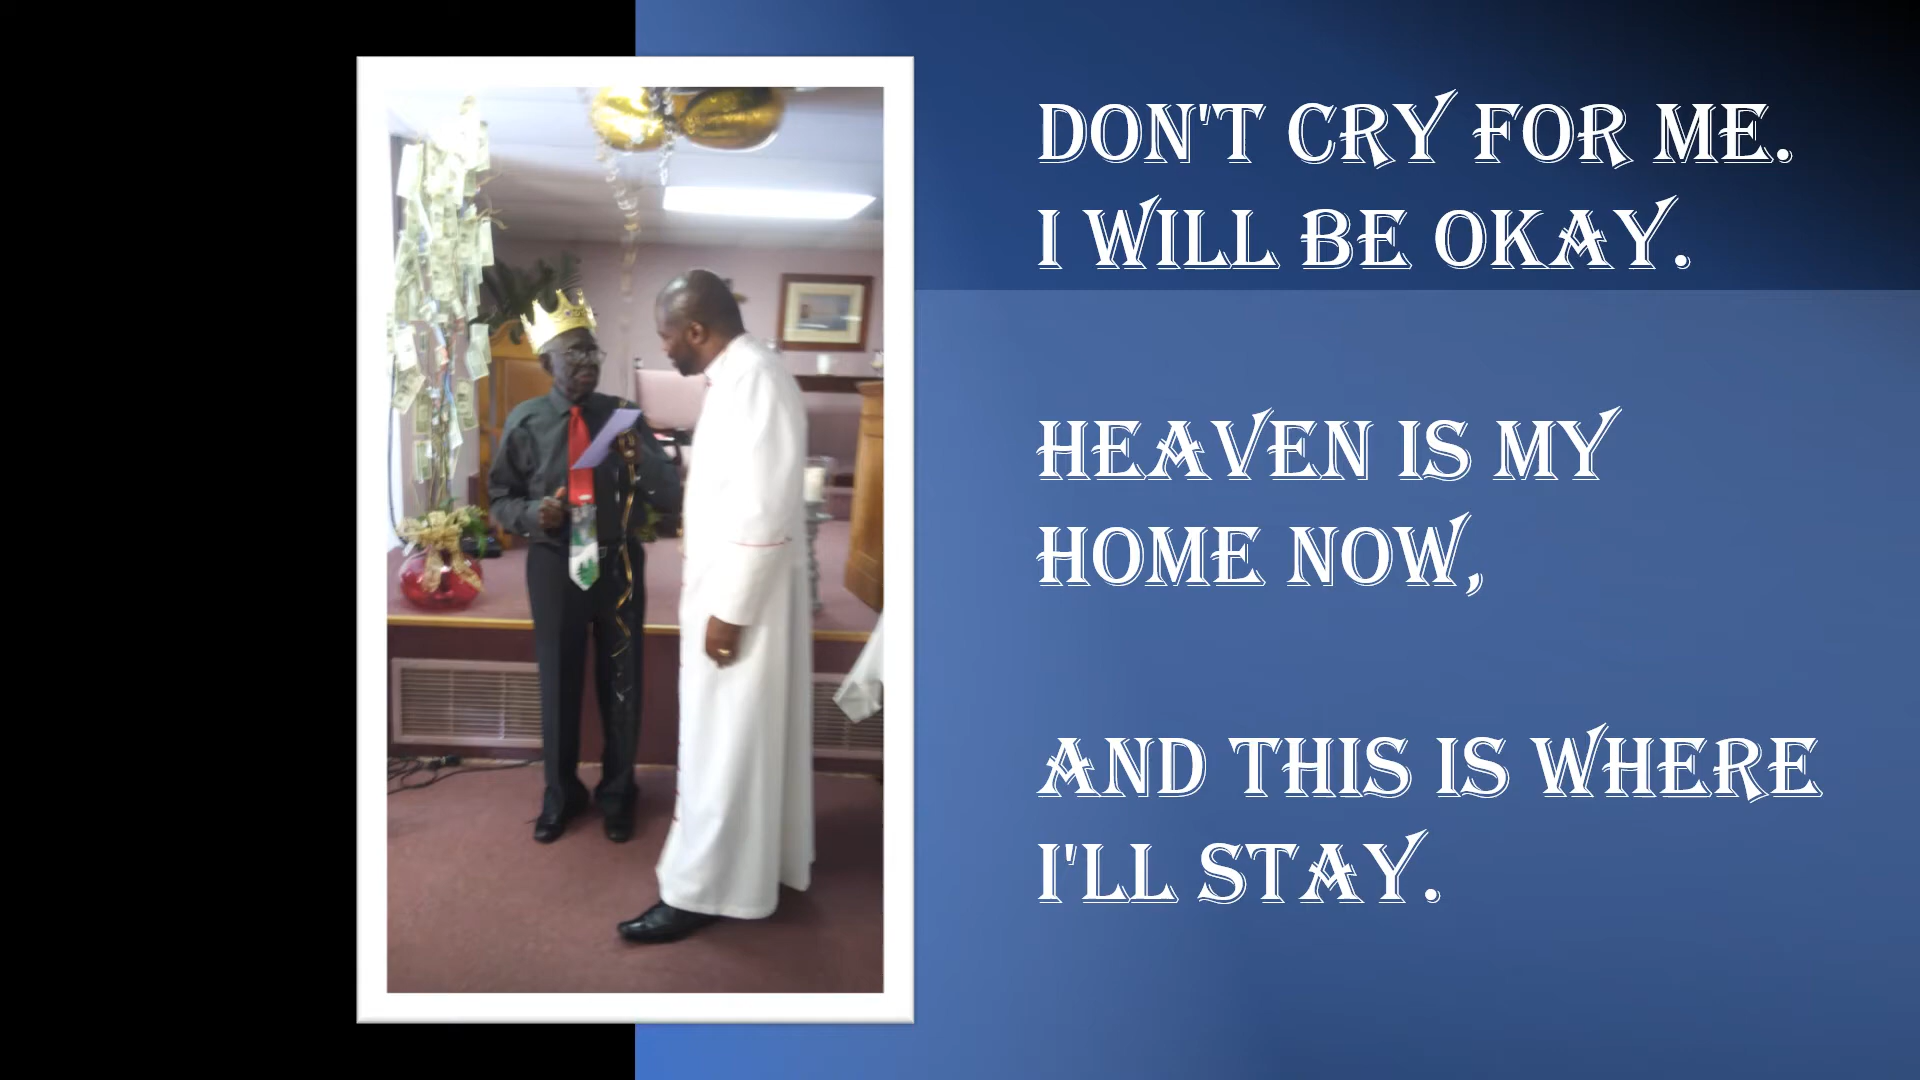 DON'T CRY FOR ME.
I WILL BE OKAY.
HEAVEN IS MY
HOME NOW,
AND THIS IS WHERE
I'LL STAY.